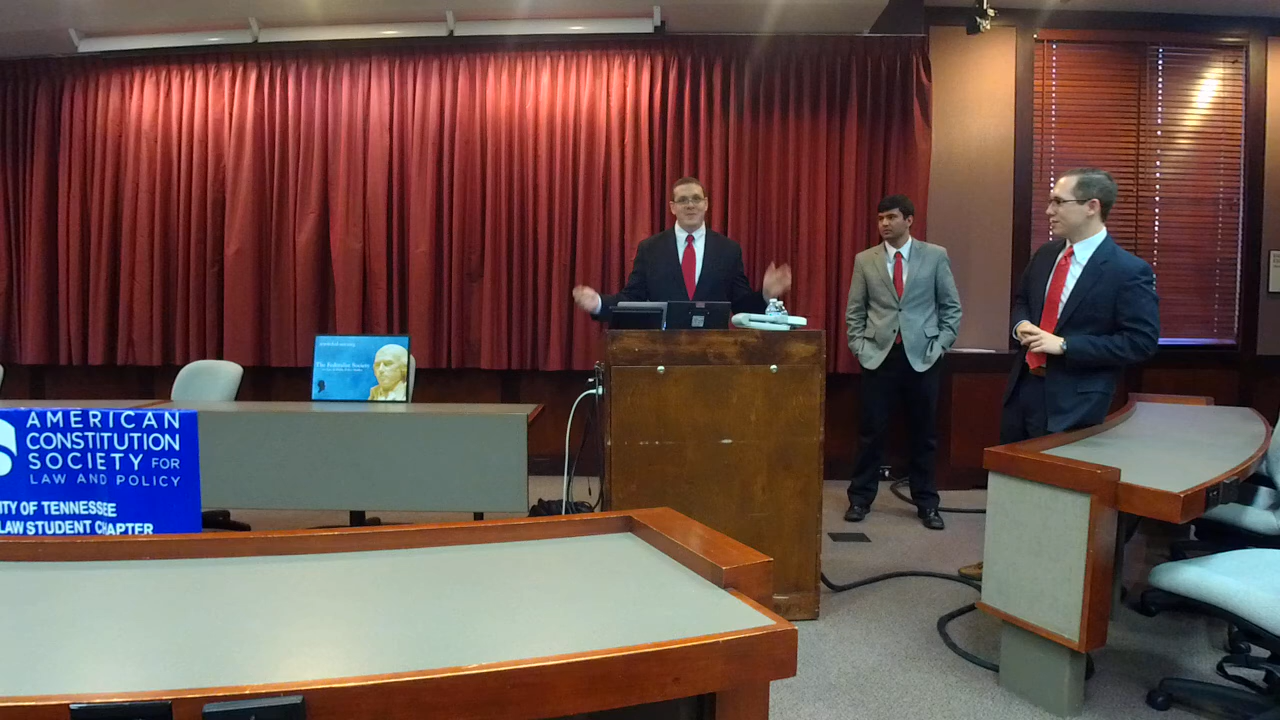 The Federalist Society
AMERICAN
CONSTITUTION
SOCIETY FOR
LAW AND POLICY
ITY OF TENNESSEE
LAW STUDENT CHAPTER